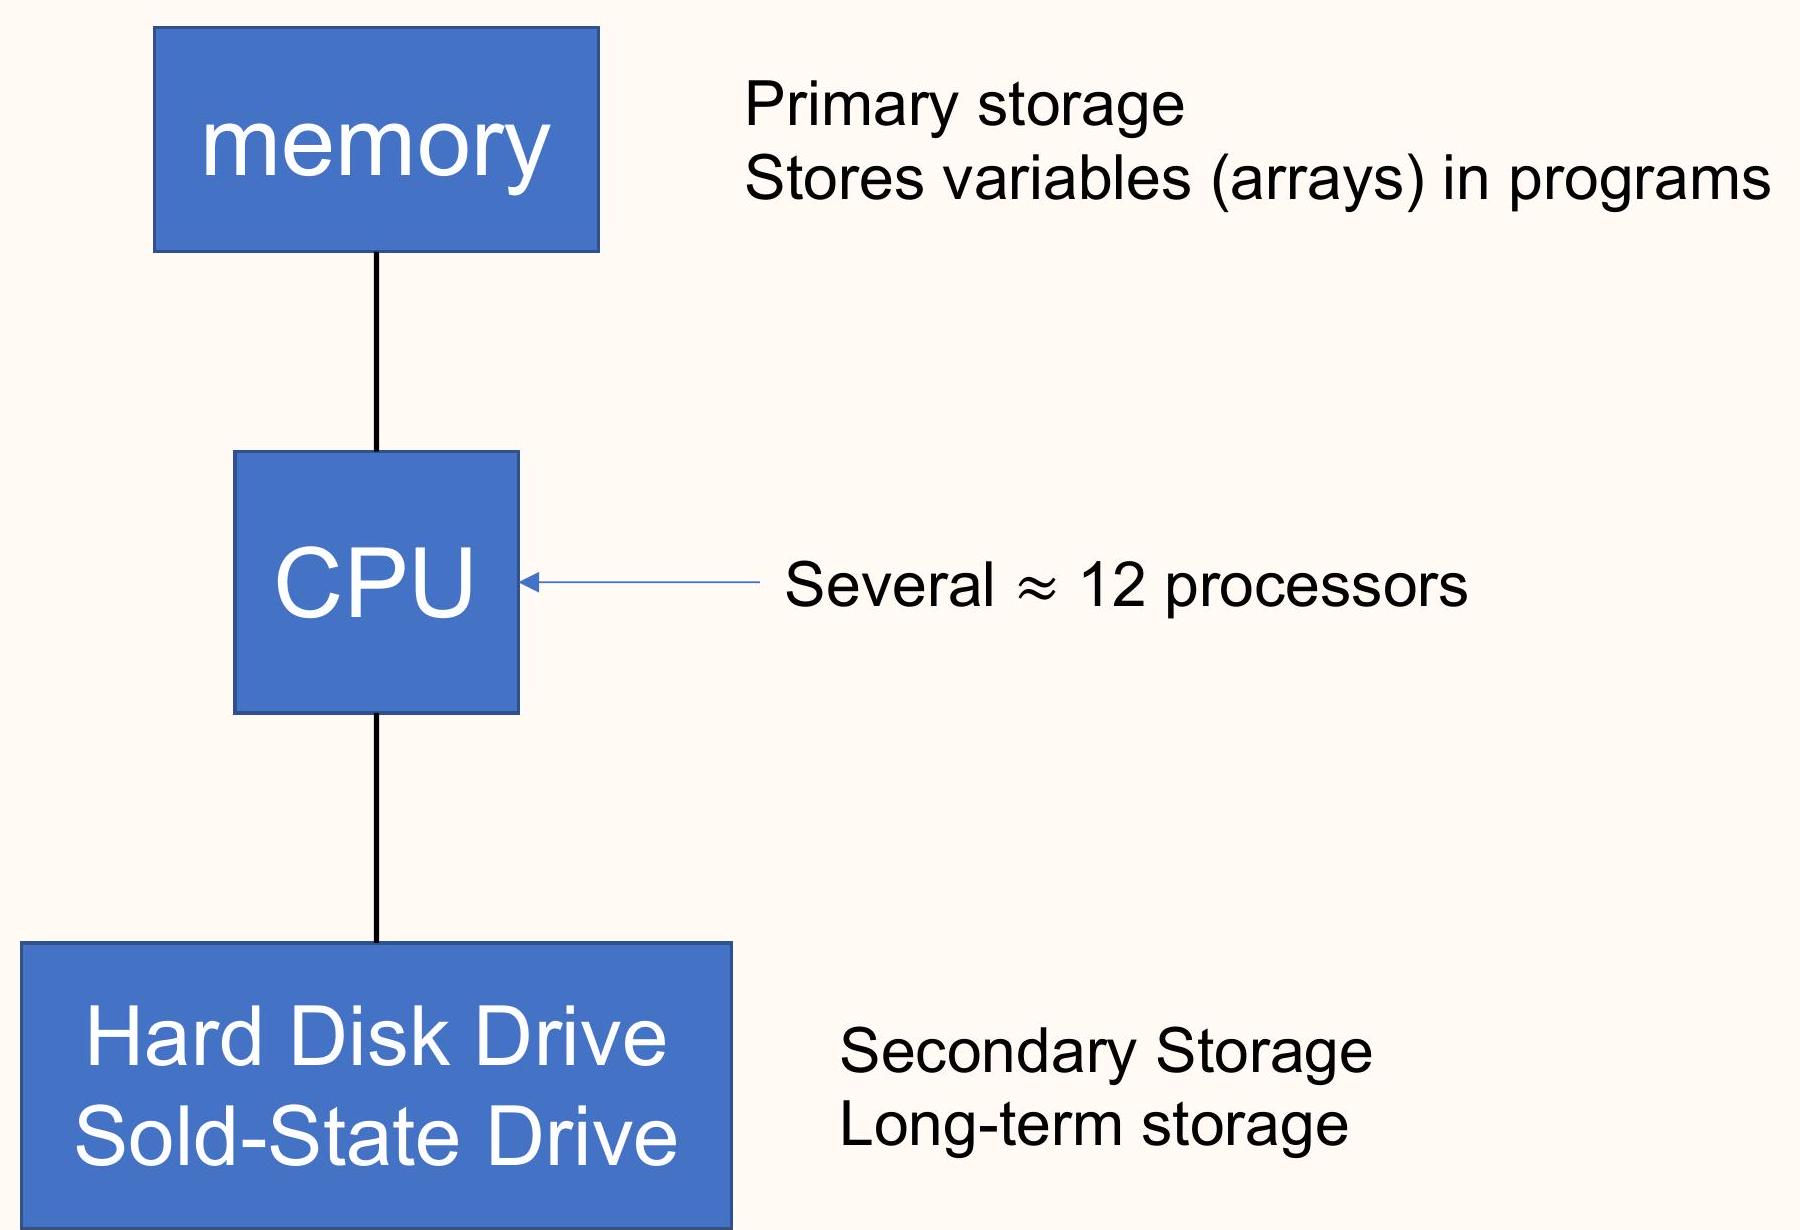 memory
Primary storage
Stores variables (arrays) in programs
CPU
Several ≈ 12 processors
Hard Disk Drive
Sold-State Drive
Secondary Storage
Long-term storage